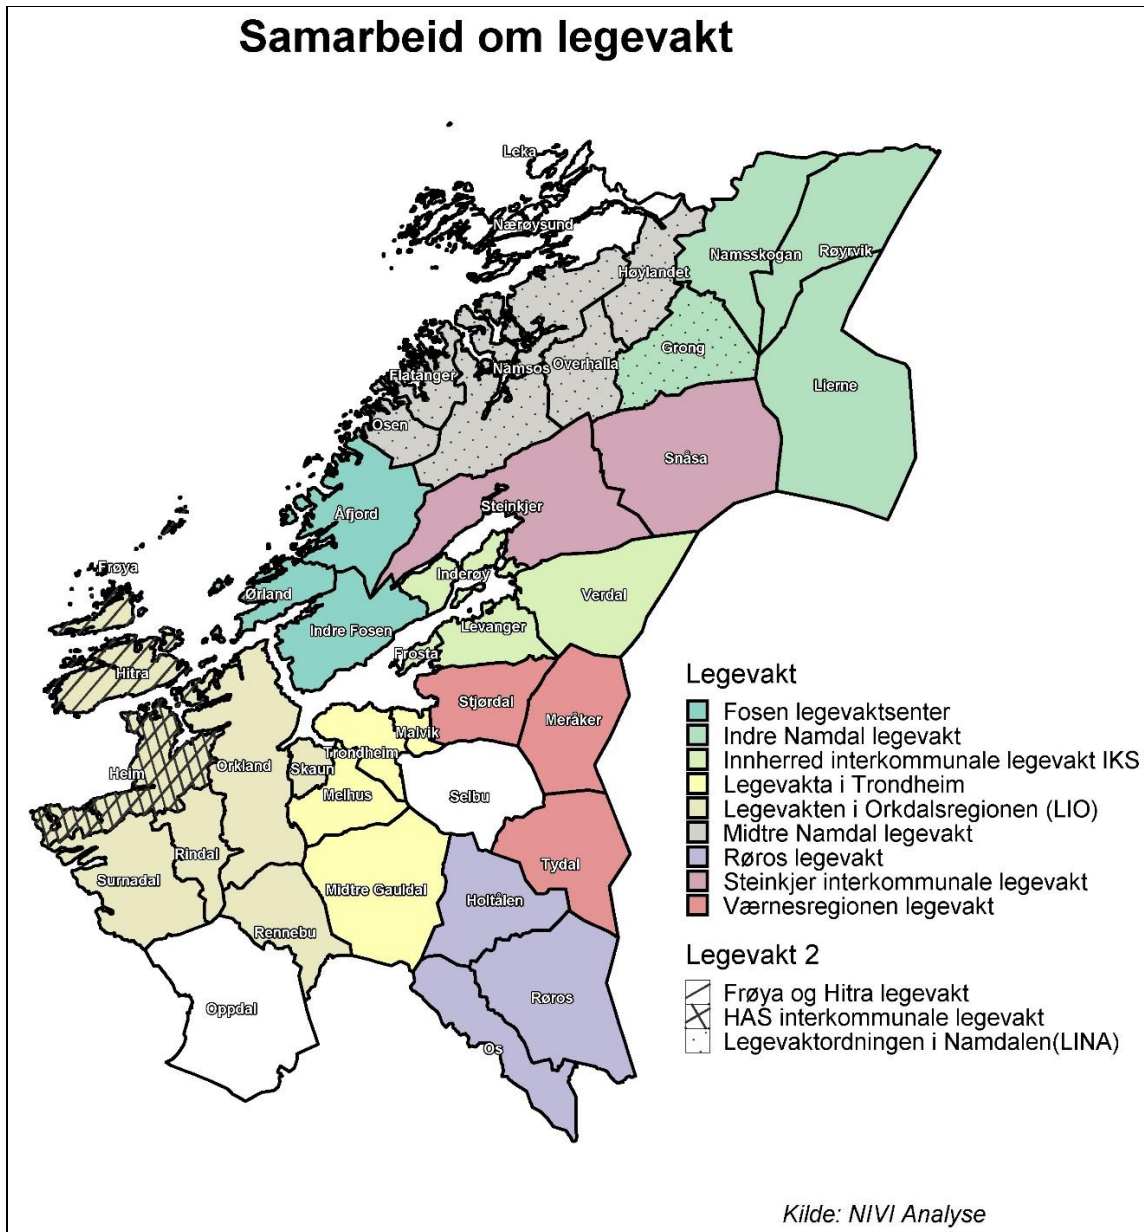 Samarbeid om legevakt
Leka
Nærøysund
Høylandet
Namsskogan
Røyrvik
Grong
Overhalla
Namsos
Flatanger
Lierne
Osen
Snåsa
Steinkjer
Åfjord
Frøya
Inderøy
Ørland
Verdal
Indre Fosen
Levanger
Frosta
Hitra
Stjørdal
Meråker
Malvik
Trondheim
Heim
Orkland
Skaun
Melhus
Selbu
Rindal
Surnadal
Tydal
Midtre Gauldal
Holtålen
Rennebu
Oppdal
Røros
Os
Legevakt
Fosen legevaktsenter
Indre Namdal legevakt
Innherred interkommunale legevakt IKS
Legevakta i Trondheim
Legevakten i Orkdalsregionen (LIO)
Midtre Namdal legevakt
Røros legevakt
Steinkjer interkommunale legevakt
Værnesregionen legevakt
Legevakt 2
Frøya og Hitra legevakt
HAS interkommunale legevakt
Legevaktordningen i Namdalen(LINA)
Kilde: NIVI Analyse